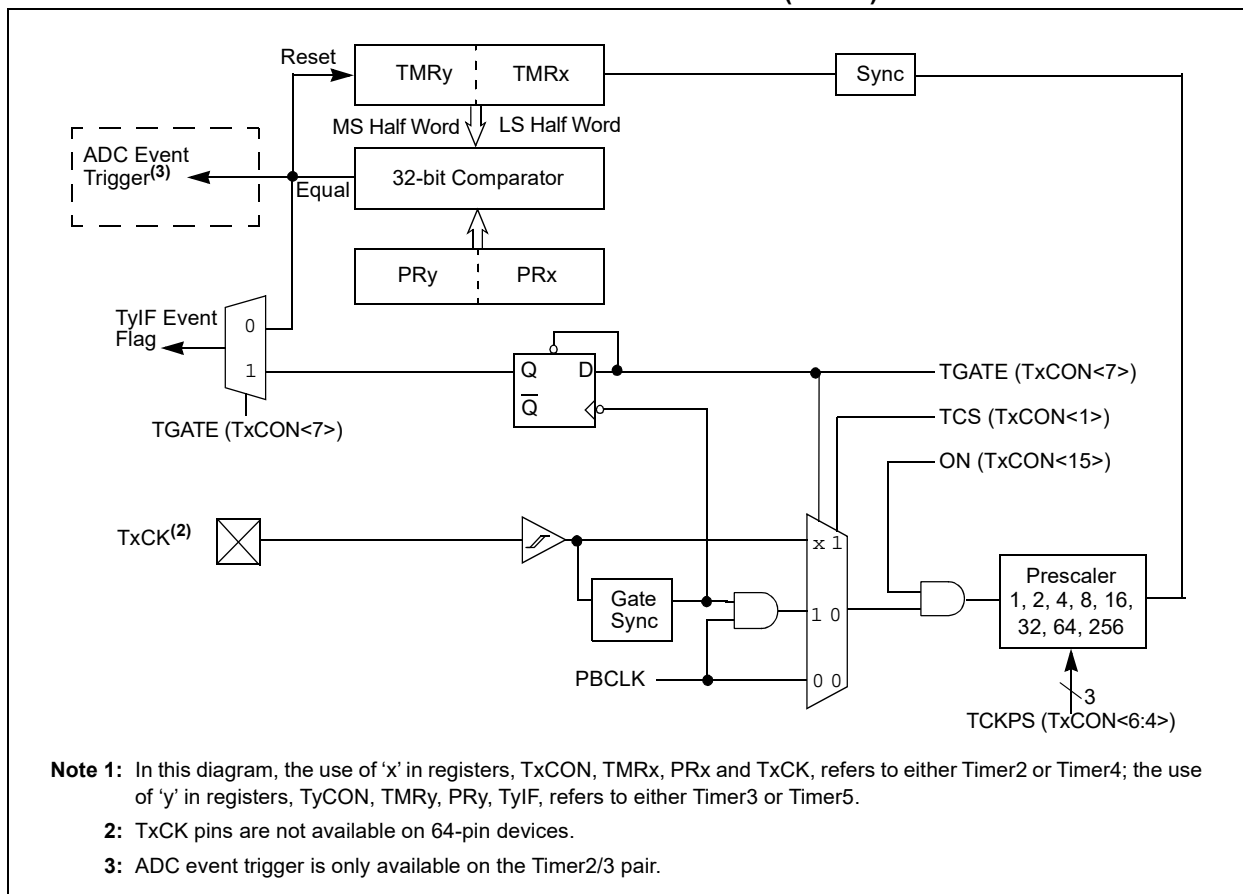 Reset
TMRy TMRx
Sync
MS Half Word LS Half Word
ADC Event
Trigger(3)
Equal
32-bit Comparator
PRy PRx
TyIF Event
Flag
0
1
TGATE (TxCON<7>)
Q D
Q
TGATE (TxCON<7>)
TCS (TxCON<1>)
ON (TxCON<15>)
TxCK(2)
x 1
1 0
0 0
Gate
Sync
PBCLK
Prescaler
1, 2, 4, 8, 16,
32, 64, 256
3
TCKPS (TxCON<6:4>)
Note 1: In this diagram, the use of ‘x’ in registers, TxCON, TMRx, PRx and TxCK, refers to either Timer2 or Timer4; the use
of ‘y’ in registers, TyCON, TMRy, PRy, TyIF, refers to either Timer3 or Timer5.
2: TxCK pins are not available on 64-pin devices.
3: ADC event trigger is only available on the Timer2/3 pair.